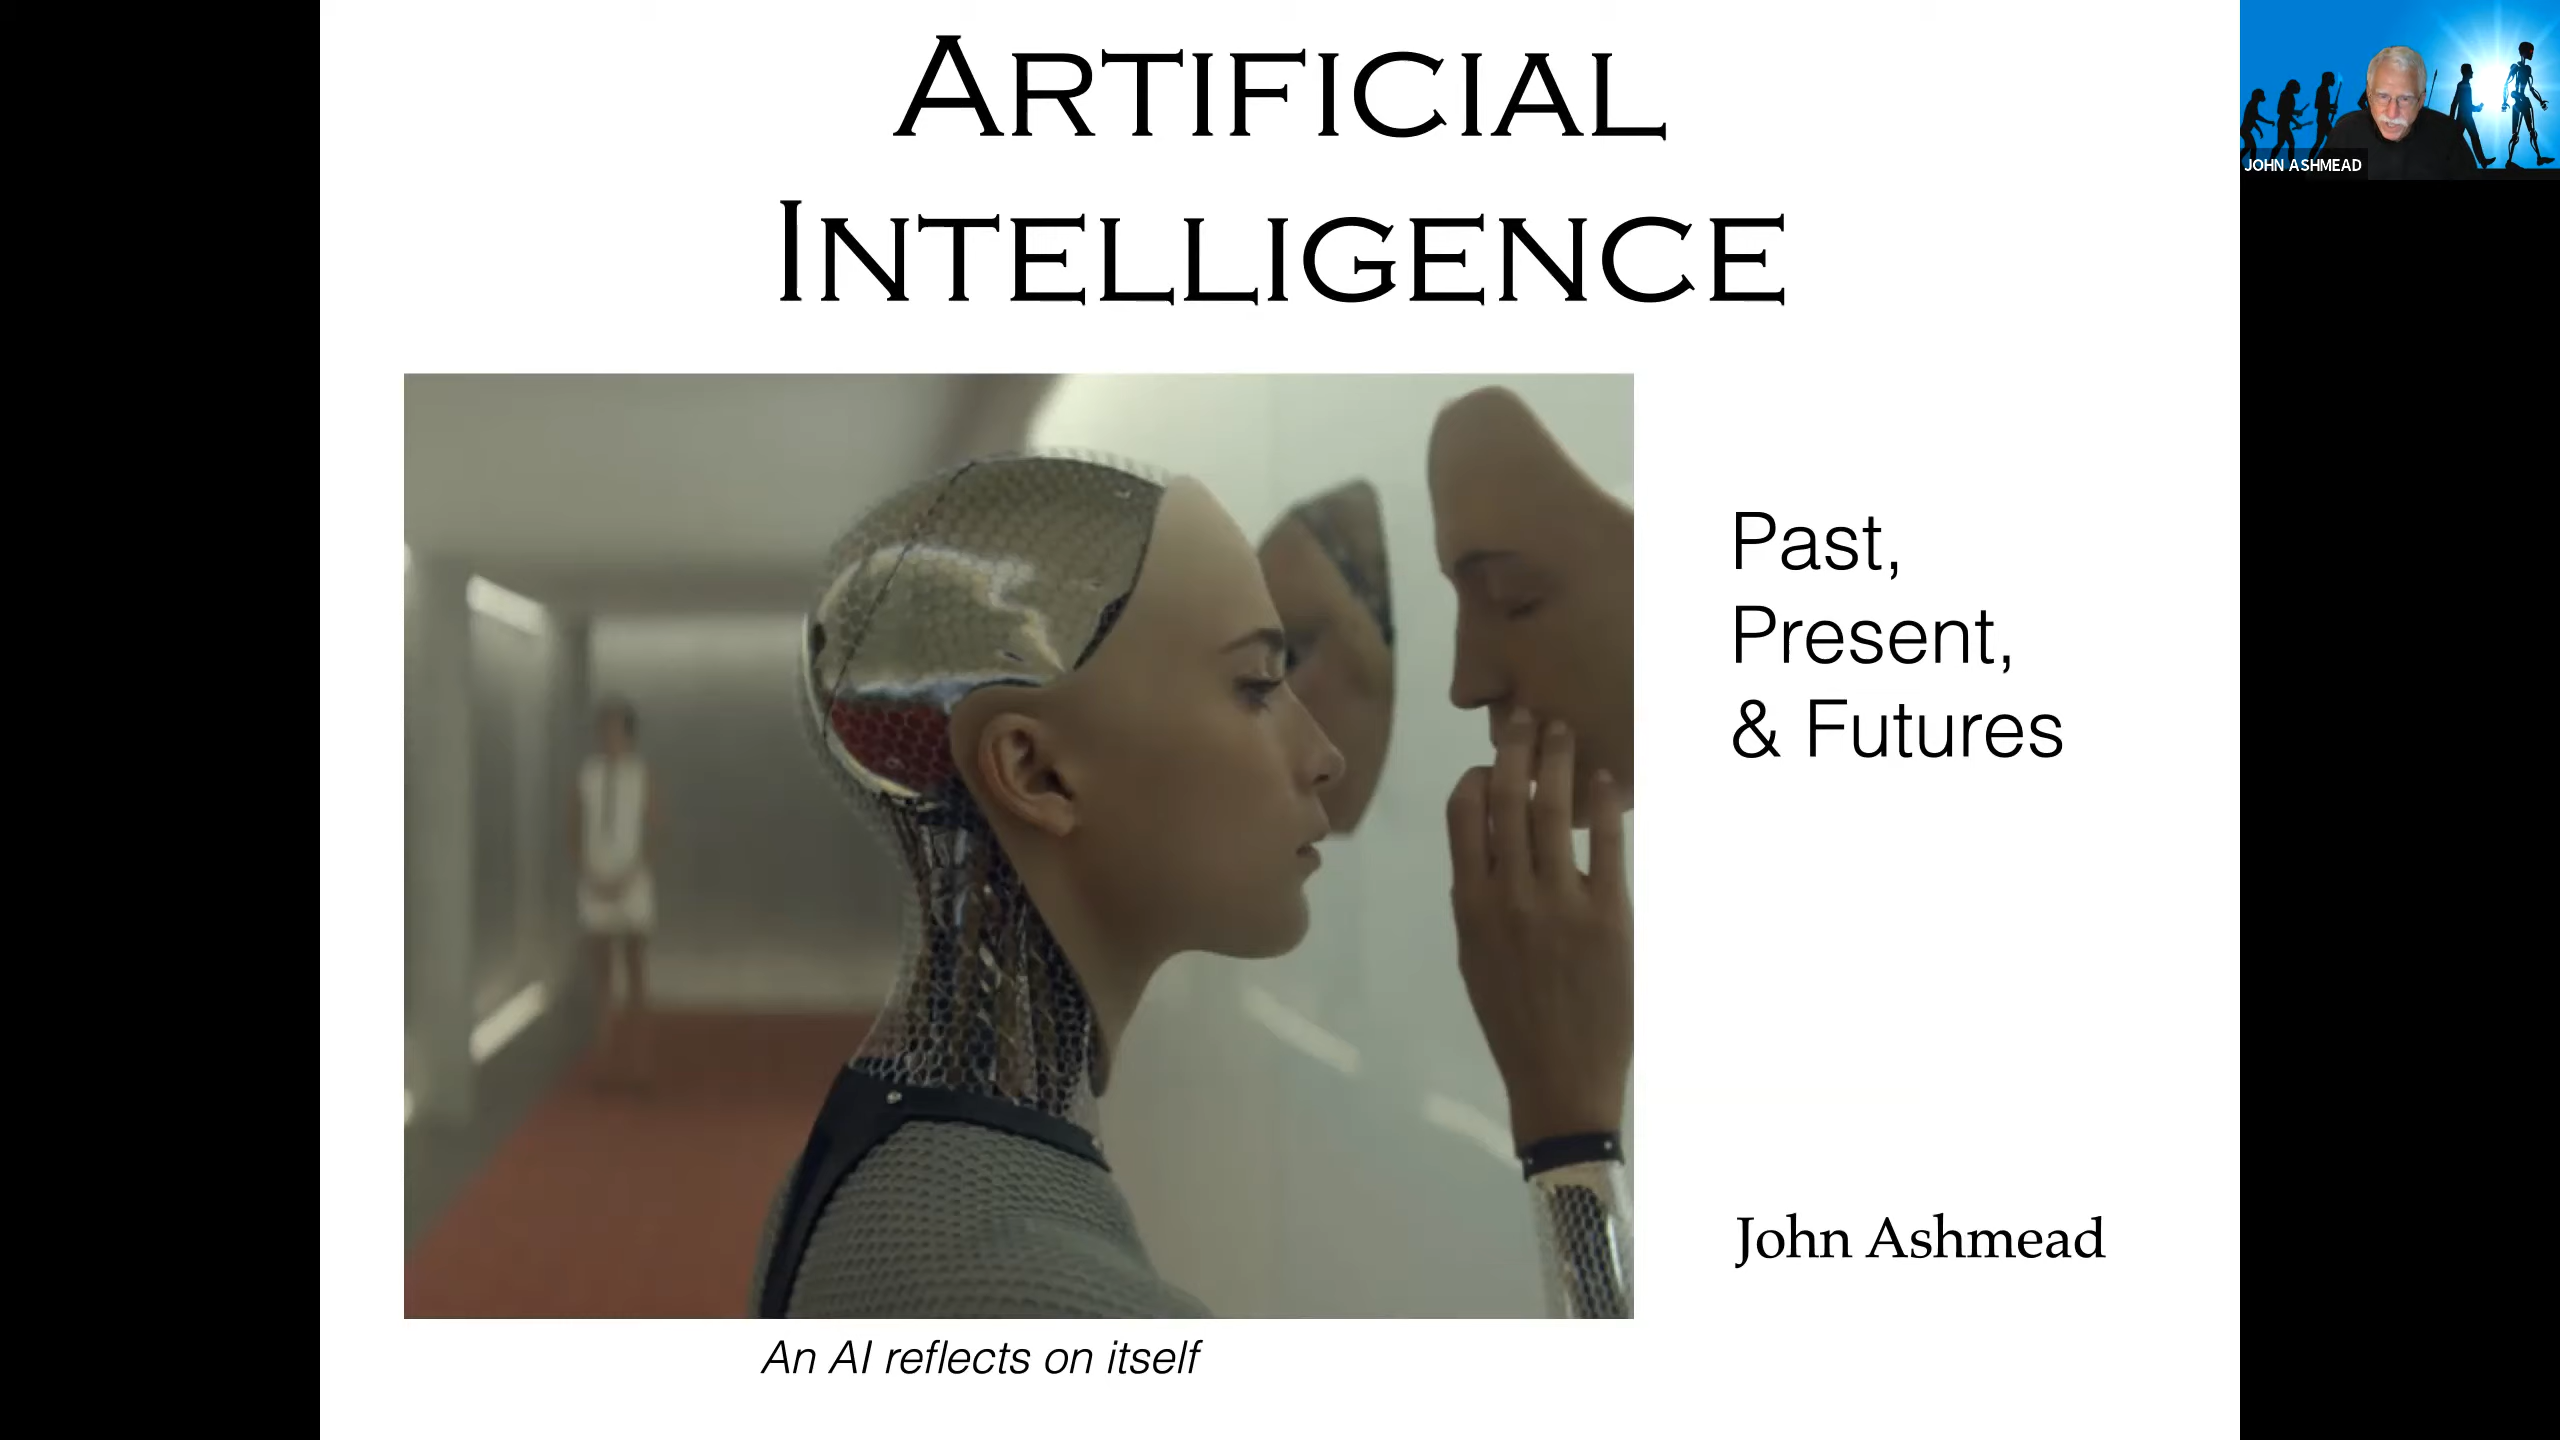 ARTIFICIAL
INTELLIGENCE
JOHN ASHMEAD
Past,
Present,
& Futures
John Ashmead
An AI reflects on itself